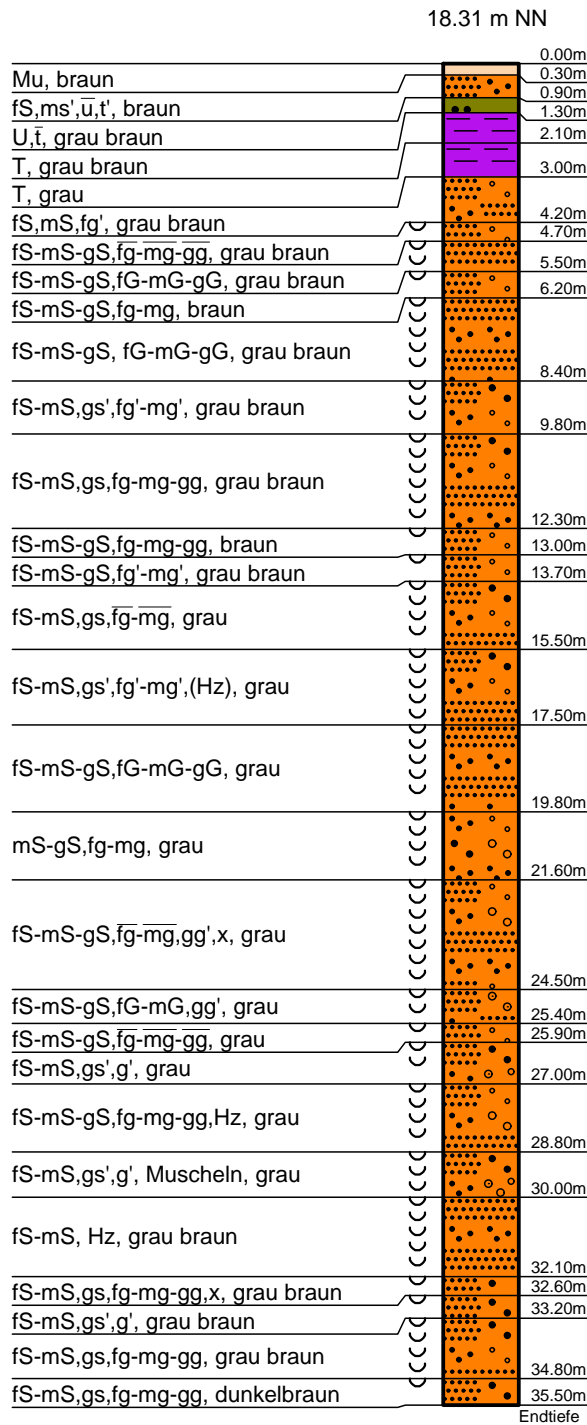 18.31 m NN
0.00m
Mu, braun
0.30m
fS,ms',u̅,t', braun
0.90m
U,t̅, grau braun
1.30m
T, grau braun
2.10m
T, grau
3.00m
fS,mS,fg', grau braun
4.20m
fS-mS-gS,f̅g̅-m̅g̅-g̅g̅, grau braun
4.70m
fS-mS-gS,fG-mG-gG, grau braun
5.50m
fS-mS-gS,fg-mg, braun
6.20m
fS-mS-gS, fG-mG-gG, grau braun
8.40m
fS-mS,gs',fg'-mg', grau braun
9.80m
fS-mS,gs,fg-mg-gg, grau braun
12.30m
fS-mS-gS,fg-mg-gg, braun
13.00m
fS-mS-gS,fg'-mg', grau braun
13.70m
fS-mS,gs,f̅g̅-m̅g̅, grau
15.50m
fS-mS,gs',fg'-mg',(Hz), grau
17.50m
fS-mS-gS,fG-mG-gG, grau
19.80m
mS-gS,fg-mg, grau
21.60m
fS-mS-gS,f̅g̅-m̅g̅,gg',x, grau
24.50m
fS-mS-gS,fG-mG,gg', grau
25.40m
fS-mS-gS,f̅g̅-m̅g̅-g̅g̅, grau
25.90m
fS-mS,gs',g', grau
27.00m
fS-mS-gS,fg-mg-gg,Hz, grau
28.80m
fS-mS,gs',g', Muscheln, grau
30.00m
fS-mS, Hz, grau braun
32.10m
fS-mS,gs,fg-mg-gg,x, grau braun
32.60m
fS-mS,gs',g', grau braun
33.20m
fS-mS,gs,fg-mg-gg, grau braun
34.80m
fS-mS,gs,fg-mg-gg, dunkelbraun
35.50m
Endtiefe